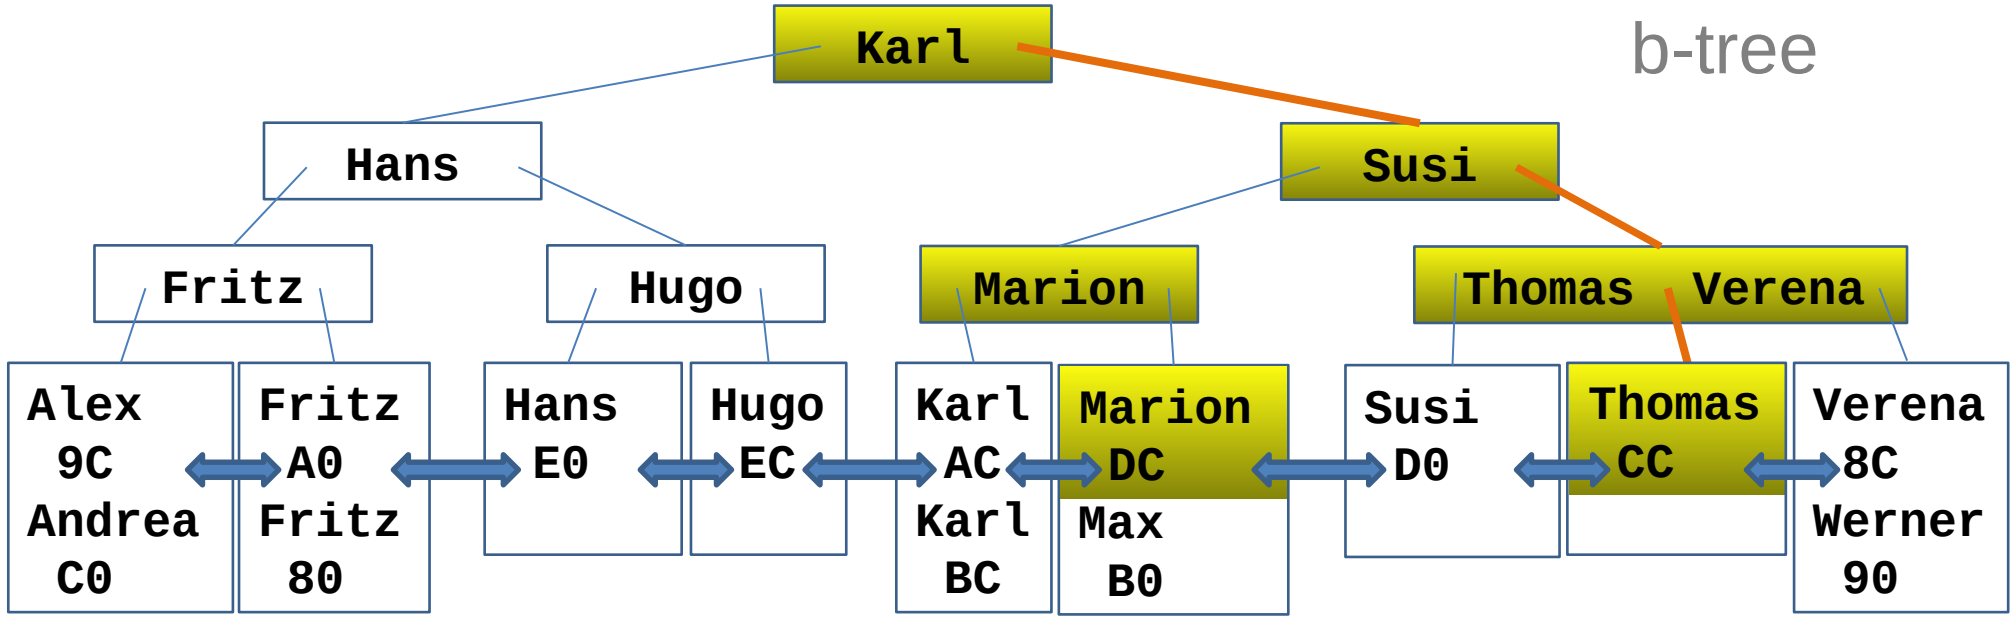 b-tree
Karl
Hans
Susi
Fritz
Hugo
Marion
Thomas Verena
Alex
9C
Andrea
C0
Fritz
A0
Fritz
80
Hans
E0
Hugo
EC
Karl
AC
Karl
BC
Marion
DC
Max
B0
Susi
D0
Thomas
CC
Verena
8C
Werner
90